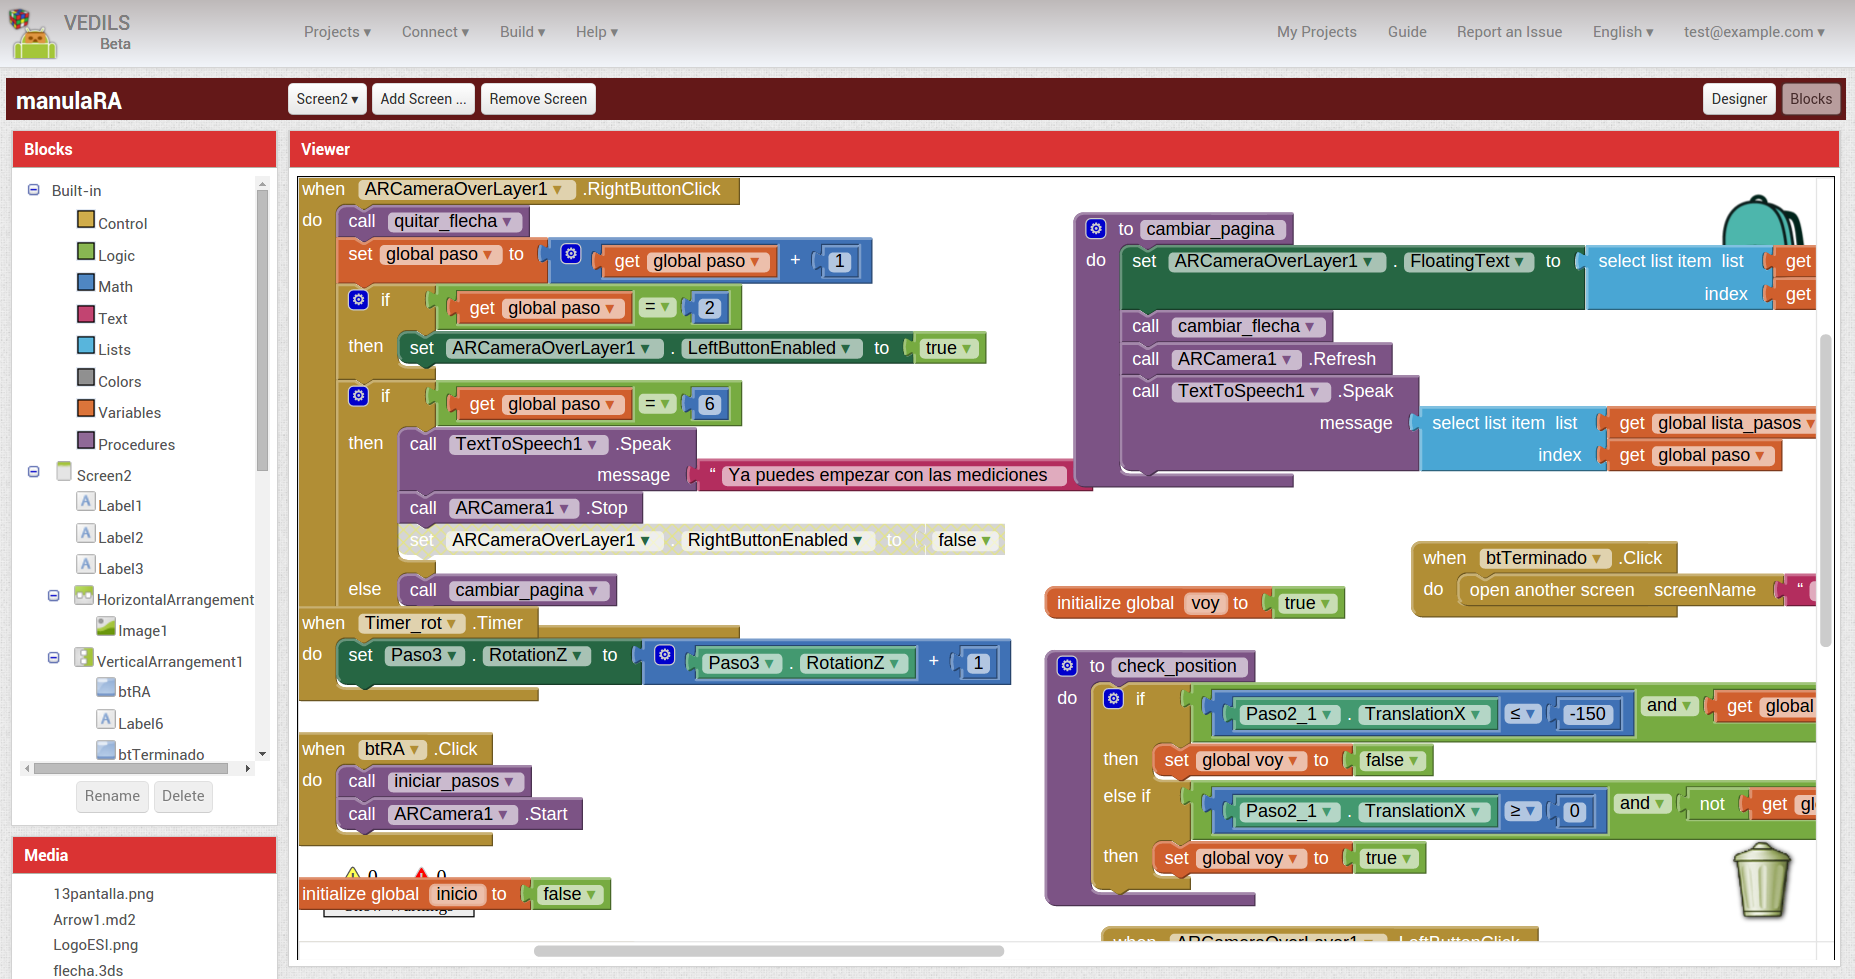 VEDILS
Beta
Projects ▾ Connect ▾ Build ▾ Help ▾ My Projects Guide Report an Issue English ▾ test@example.com ▾
manulaRA Screen2 ▾ Add Screen ... Remove Screen Designer Blocks
Blocks
Built-in
Control
Logic
Math
Text
Lists
Colors
Variables
Procedures
Screen2
Label1
Label2
Label3
HorizontalArrangement
Image1
VerticalArrangement1
btRA
Label6
btTerminado
Rename Delete
Media
13pantalla.png
Arrow1.md2
LogoESI.png
flecha.3ds
Viewer
when ARCameraOverLayer1 ▾ .RightButtonClick
do call quitar_flecha ▾
set global paso ▾ to get global paso ▾ + 1
if get global paso ▾ = ▾ 2
then set ARCameraOverLayer1 ▾ . LeftButtonEnabled ▾ to true ▾
if get global paso ▾ = ▾ 6
then call TextToSpeech1 ▾ .Speak
message “ Ya puedes empezar con las mediciones
call ARCamera1 ▾ .Stop
set ARCameraOverLayer1 ▾ . RightButtonEnabled ▾ to false ▾
else call cambiar_pagina ▾
when Timer_rot ▾ .Timer
do set Paso3 ▾ . RotationZ ▾ to Paso3 ▾ . RotationZ ▾ + 1
when btRA ▾ .Click
do call iniciar_pasos ▾
call ARCamera1 ▾ .Start
0 0
initialize global inicio to false ▾
to cambiar_pagina
do set ARCameraOverLayer1 ▾ . FloatingText ▾ to select list item list get
index get
call cambiar_flecha ▾
call ARCamera1 ▾ .Refresh
call TextToSpeech1 ▾ .Speak
message select list item list get global lista_pasos ▾
index get global paso ▾
when btTerminado ▾ .Click
do open another screen screenName “
initialize global voy to true ▾
to check_position
do if Paso2_1 ▾ . TranslationX ▾ ≤ ▾ -150 and ▾ get global
then set global voy ▾ to false ▾
else if Paso2_1 ▾ . TranslationX ▾ ≥ ▾ 0 and ▾ not get gl
then set global voy ▾ to true ▾
when ARCameraOverLayer1 ▾ .LeftButtonClick